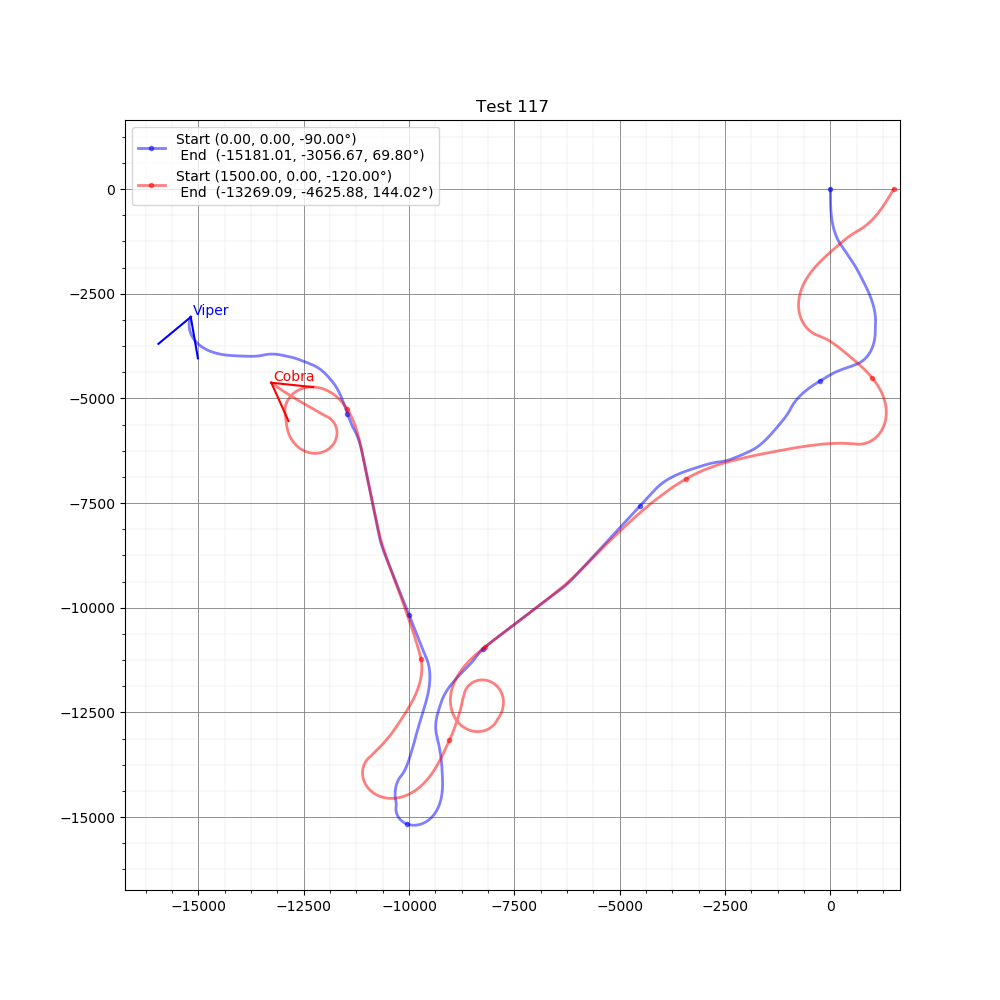 Test 117
Start (0.00, 0.00, -90.00°)
End  (-15181.01, -3056.67, 69.80°)
Start (1500.00, 0.00, -120.00°)
End  (-13269.09, -4625.88, 144.02°)
0
−2500
Viper
Cobra
−5000
−7500
−10000
−12500
−15000
−15000
−12500
−10000
−7500
−5000
−2500
0